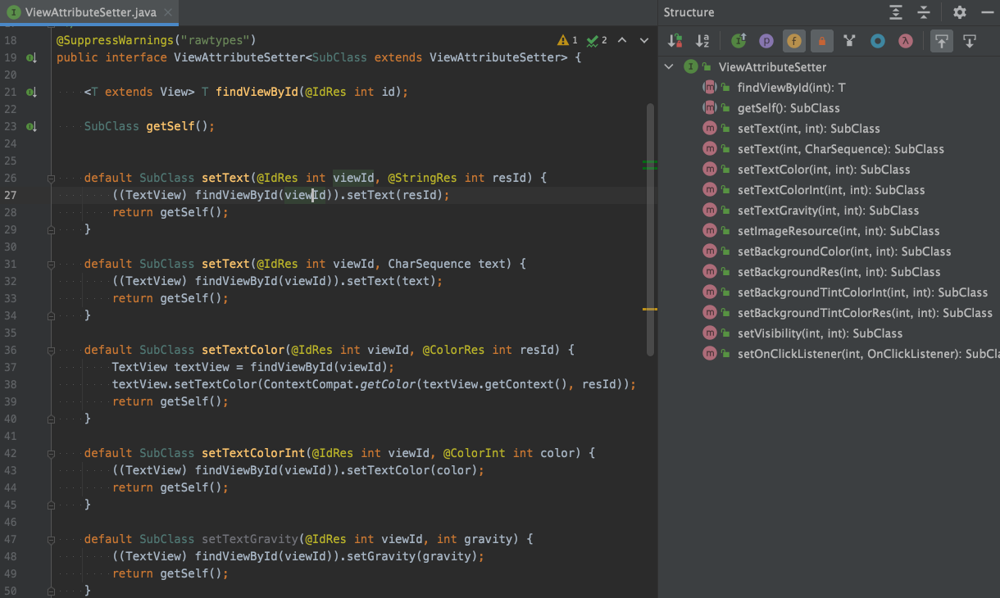 ViewAttributeSetter.java
18 @SuppressWarnings("rawtypes")
1 2
19 public interface ViewAttributeSetter<SubClass extends ViewAttributeSetter> {
20
21 <T extends View> T findViewById(@IdRes int id);
22
23 SubClass getSelf();
24
25
26 default SubClass setText(@IdRes int viewId, @StringRes int resId) {
27 ((TextView) findViewById(viewId)).setText(resId);
28 return getSelf();
29 }
30
31 default SubClass setText(@IdRes int viewId, CharSequence text) {
32 ((TextView) findViewById(viewId)).setText(text);
33 return getSelf();
34 }
35
36 default SubClass setTextColor(@IdRes int viewId, @ColorRes int resId) {
37 TextView textView = findViewById(viewId);
38 textView.setTextColor(ContextCompat.getColor(textView.getContext(), resId));
39 return getSelf();
40 }
41
42 default SubClass setTextColorInt(@IdRes int viewId, @ColorInt int color) {
43 ((TextView) findViewById(viewId)).setTextColor(color);
44 return getSelf();
45 }
46
47 default SubClass setTextGravity(@IdRes int viewId, int gravity) {
48 ((TextView) findViewById(viewId)).setGravity(gravity);
49 return getSelf();
50 }
Structure
ViewAttributeSetter
findViewById(int): T
getSelf(): SubClass
setText(int, int): SubClass
setText(int, CharSequence): SubClass
setTextColor(int, int): SubClass
setTextColorInt(int, int): SubClass
setTextGravity(int, int): SubClass
setImageResource(int, int): SubClass
setBackgroundColor(int, int): SubClass
setBackgroundRes(int, int): SubClass
setBackgroundTintColorInt(int, int): SubClass
setBackgroundTintColorRes(int, int): SubClass
setVisibility(int, int): SubClass
setOnClickListener(int, OnClickListener): SubCla